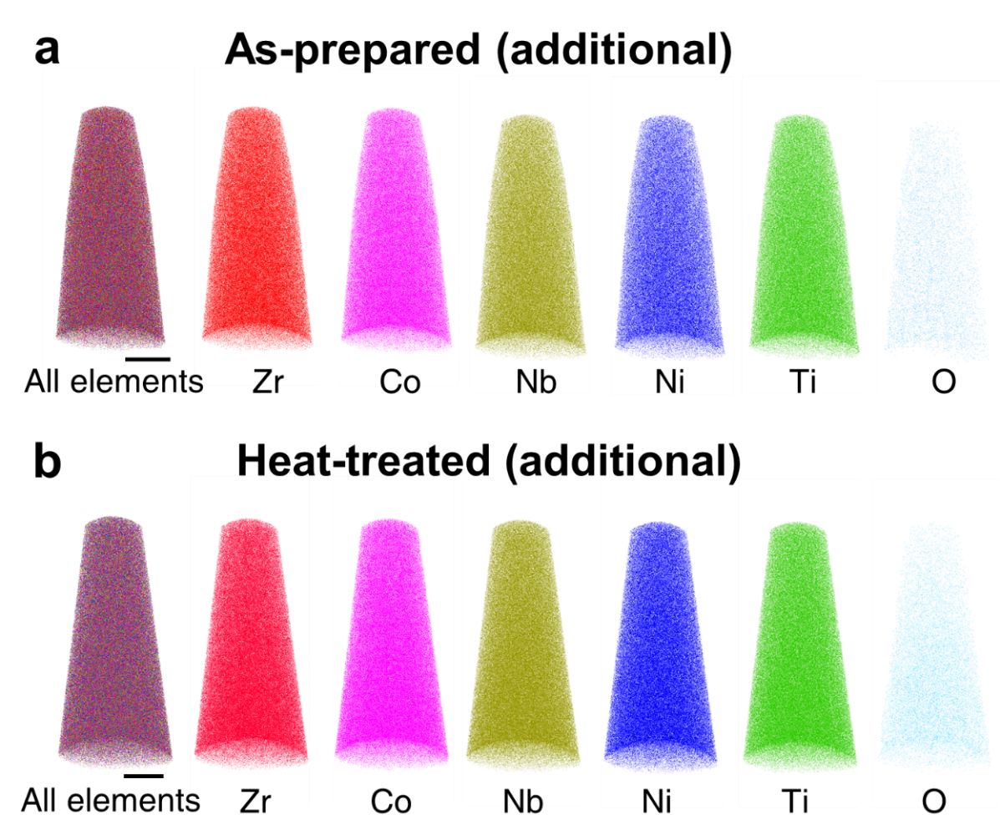 a
As-prepared (additional)
All elements Zr Co Nb Ni Ti O
b
Heat-treated (additional)
All elements Zr Co Nb Ni Ti O